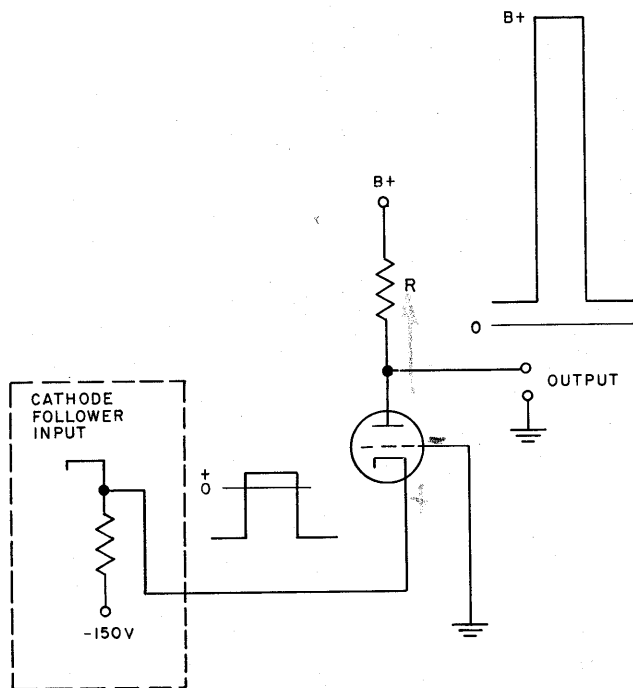 B+
B+
R
0
OUTPUT
CATHODE
FOLLOWER
INPUT
+
0
-150V